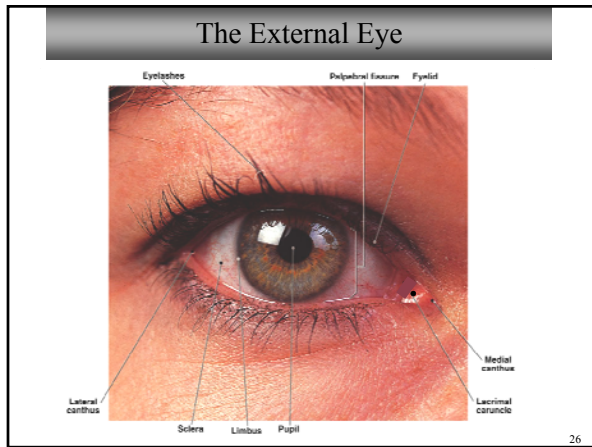 The External Eye
Eyelashes
Palpebral fissure
Eyelid
Medial
canthus
Lateral
canthus
Lacrimal
caruncle
Sclera
Limbus
Pupil
26